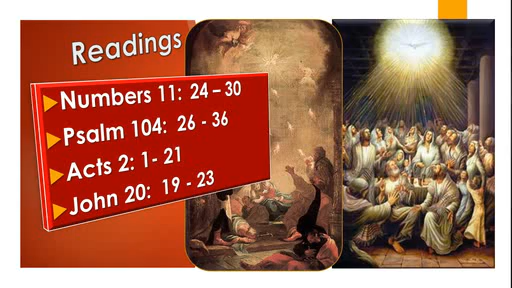 Readings
Numbers 11: 24 – 30
Psalm 104: 26 - 36
Acts 2: 1- 21
John 20: 19 - 23